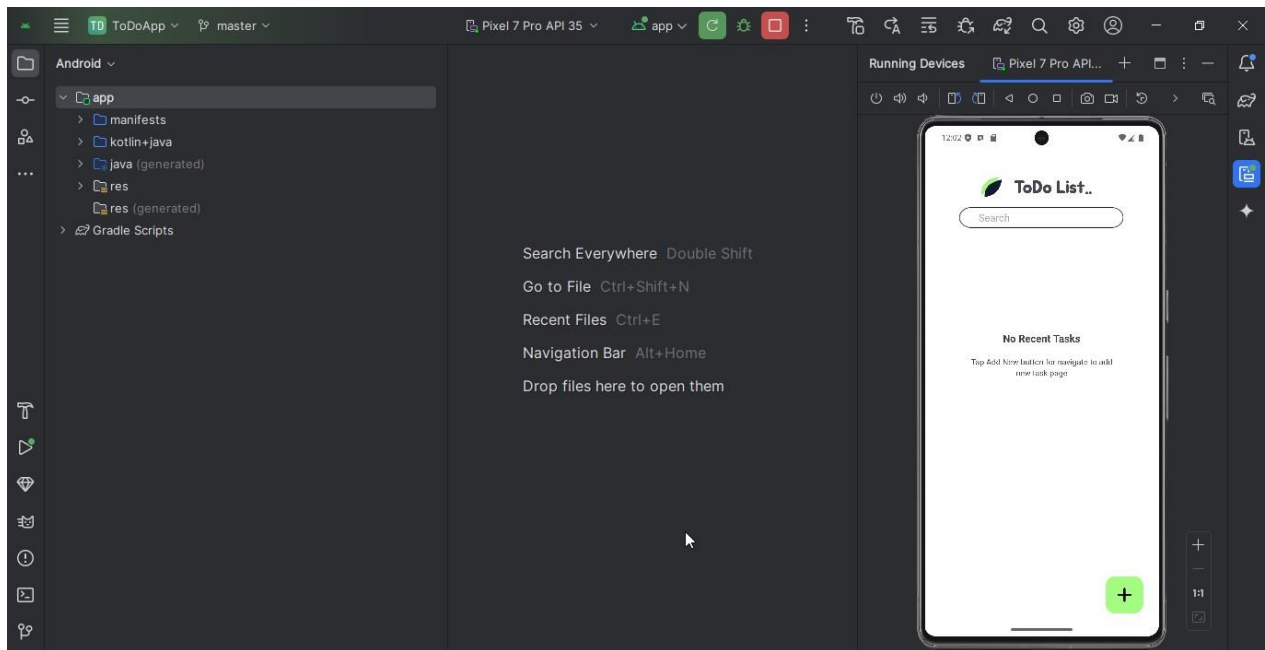 TD ToDoApp master Pixel 7 Pro API 35 app
Android
app
manifests
kotlin+java
java (generated)
res
res (generated)
Gradle Scripts
Search Everywhere Double Shift
Go to File Ctrl+Shift+N
Recent Files Ctrl+E
Navigation Bar Alt+Home
Drop files here to open them
Running Devices Pixel 7 Pro API...
12:02
ToDo List..
Search
No Recent Tasks
Tap Add New button for navigate to add
new task page
+
1:1